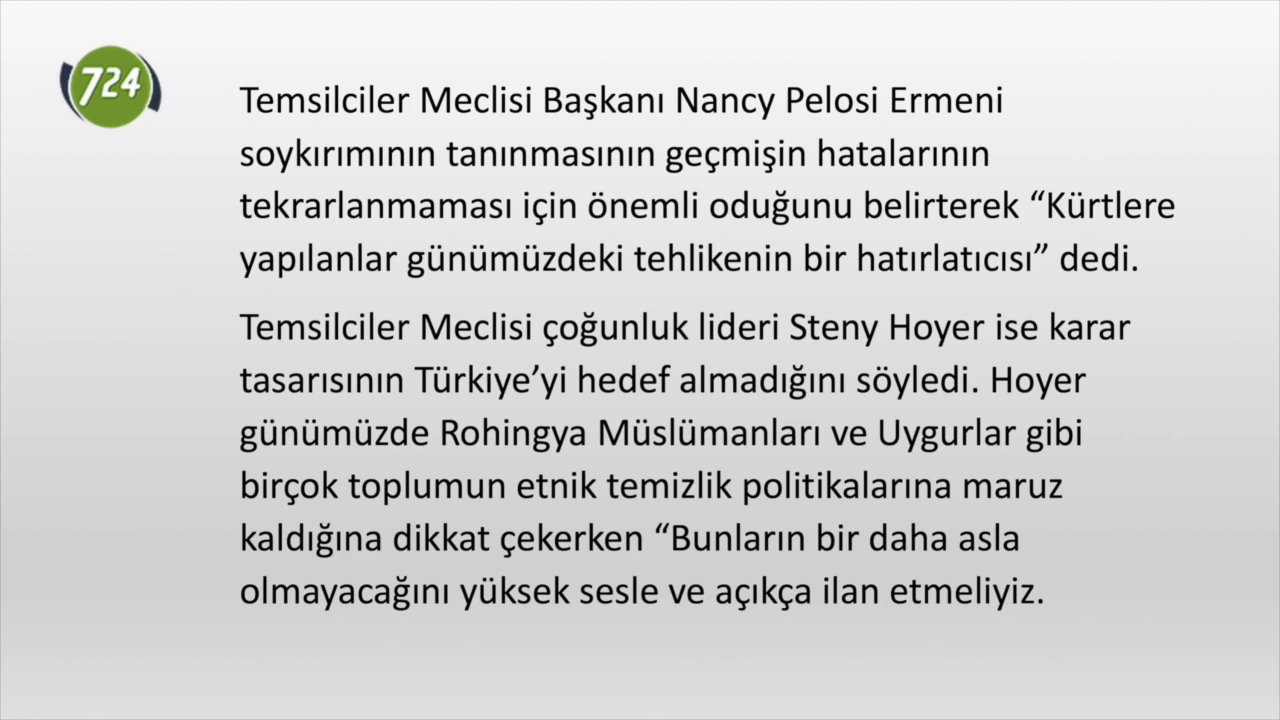 724
Temsilciler Meclisi Başkanı Nancy Pelosi Ermeni
soykırımının tanınmasının geçmişin hatalarının
tekrarlanmaması için önemli oduğunu belirterek “Kürtlere
yapılanlar günümüzdeki tehlikenin bir hatırlatıcısı” dedi.
Temsilciler Meclisi çoğunluk lideri Steny Hoyer ise karar
tasarısının Türkiye’yi hedef almadığını söyledi. Hoyer
günümüzde Rohingya Müslümanları ve Uygurlar gibi
birçok toplumun etnik temizlik politikalarına maruz
kaldığına dikkat çekerken “Bunların bir daha asla
olmayacağını yüksek sesle ve açıkça ilan etmeliyiz.